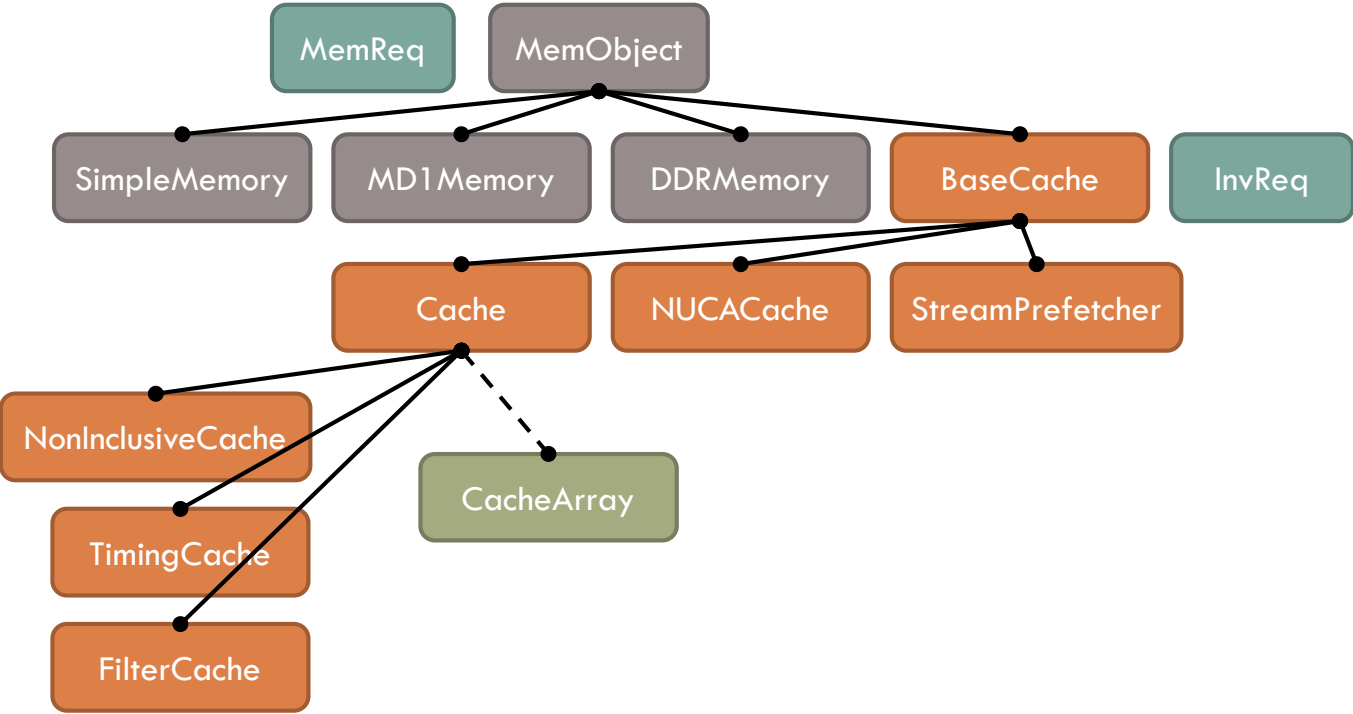 MemReq
MemObject
SimpleMemory
MD1Memory
DDRMemory
BaseCache
InvReq
Cache
NUCACache
StreamPrefetcher
NonInclusiveCache
CacheArray
TimingCache
FilterCache